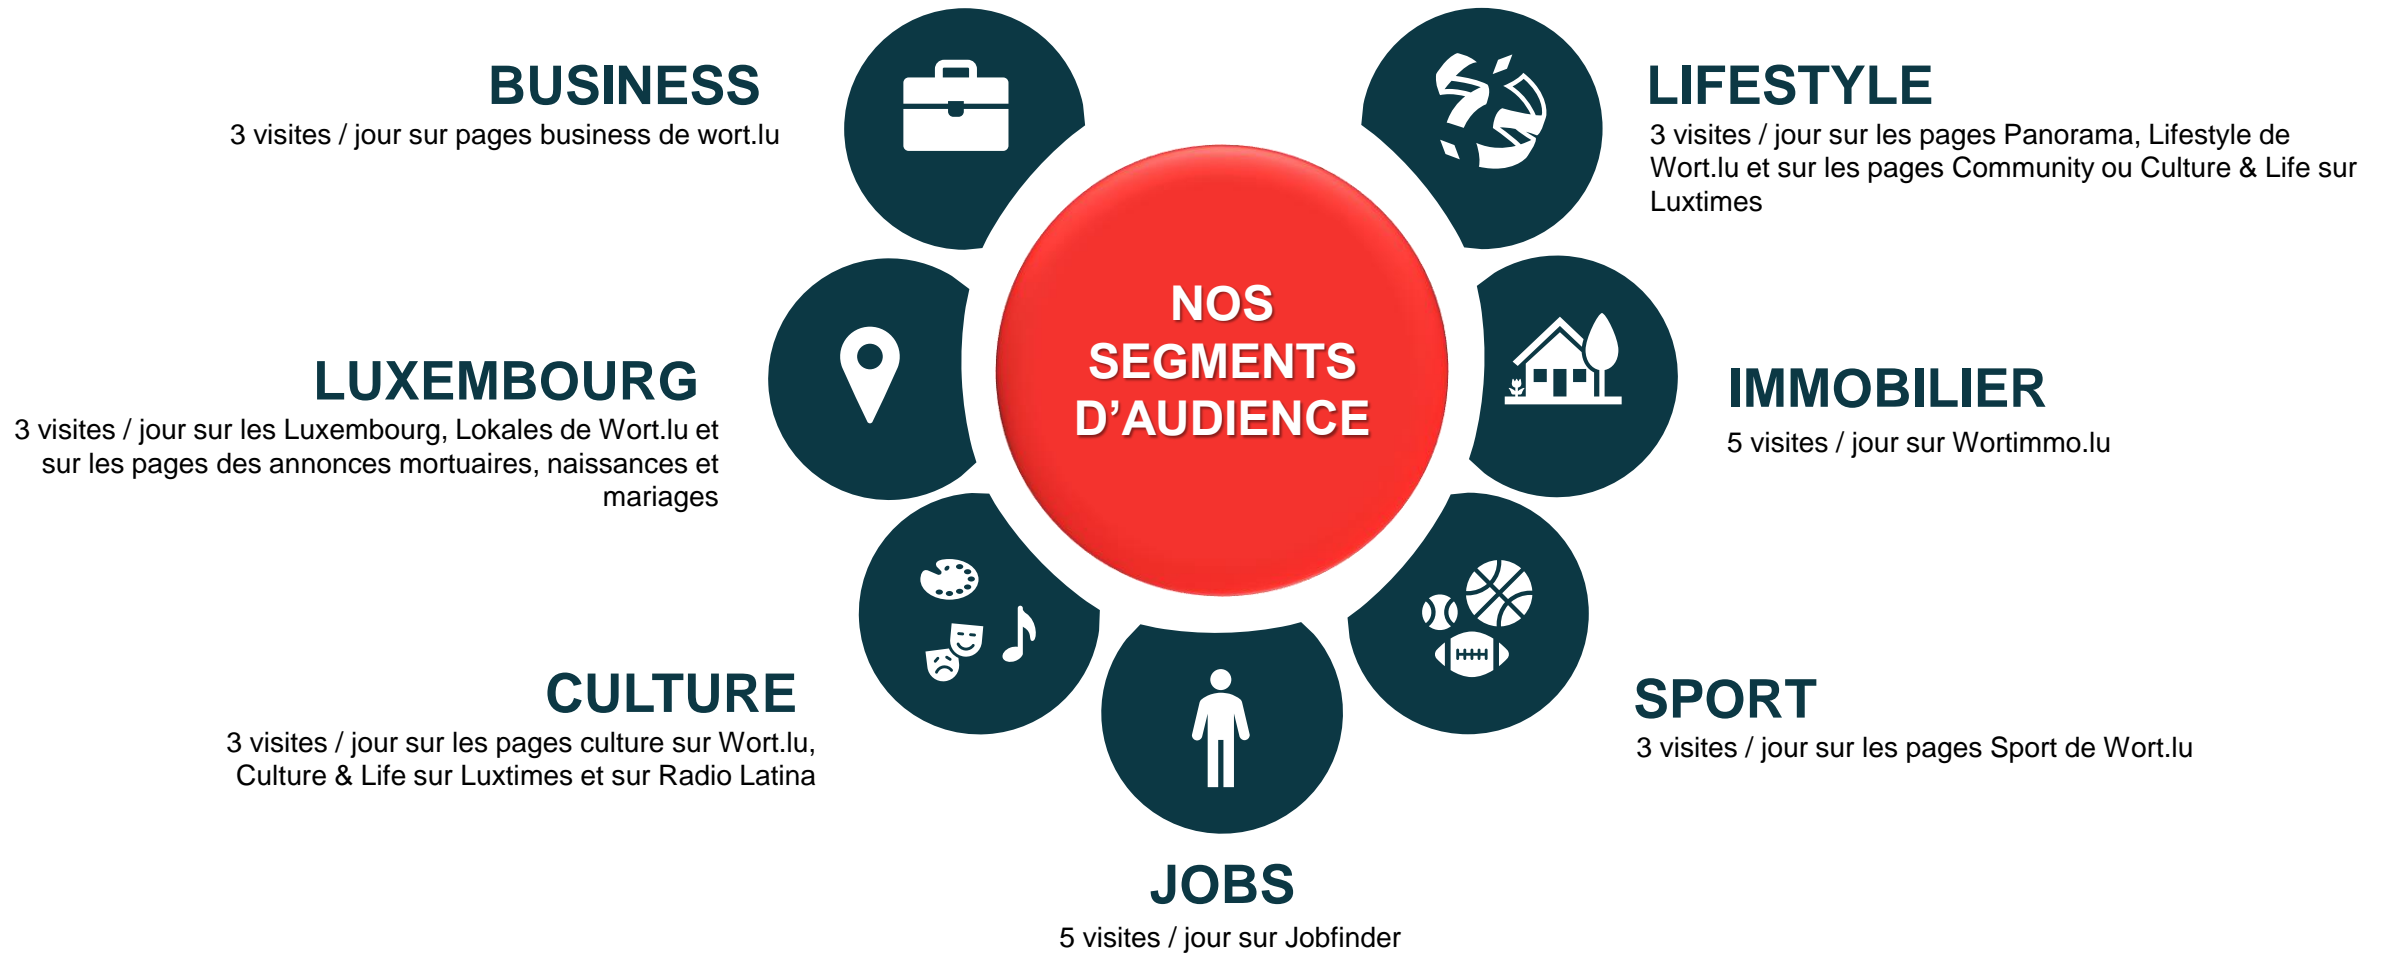 BUSINESS
3 visites / jour sur pages business de wort.lu
LIFESTYLE
3 visites / jour sur les pages Panorama, Lifestyle de
Wort.lu et sur les pages Community ou Culture & Life sur
Luxtimes
NOS
SEGMENTS
D’AUDIENCE
LUXEMBOURG
3 visites / jour sur les Luxembourg, Lokales de Wort.lu et
sur les pages des annonces mortuaires, naissances et
mariages
IMMOBILIER
5 visites / jour sur Wortimmo.lu
CULTURE
3 visites / jour sur les pages culture sur Wort.lu,
Culture & Life sur Luxtimes et sur Radio Latina
SPORT
3 visites / jour sur les pages Sport de Wort.lu
JOBS
5 visites / jour sur Jobfinder